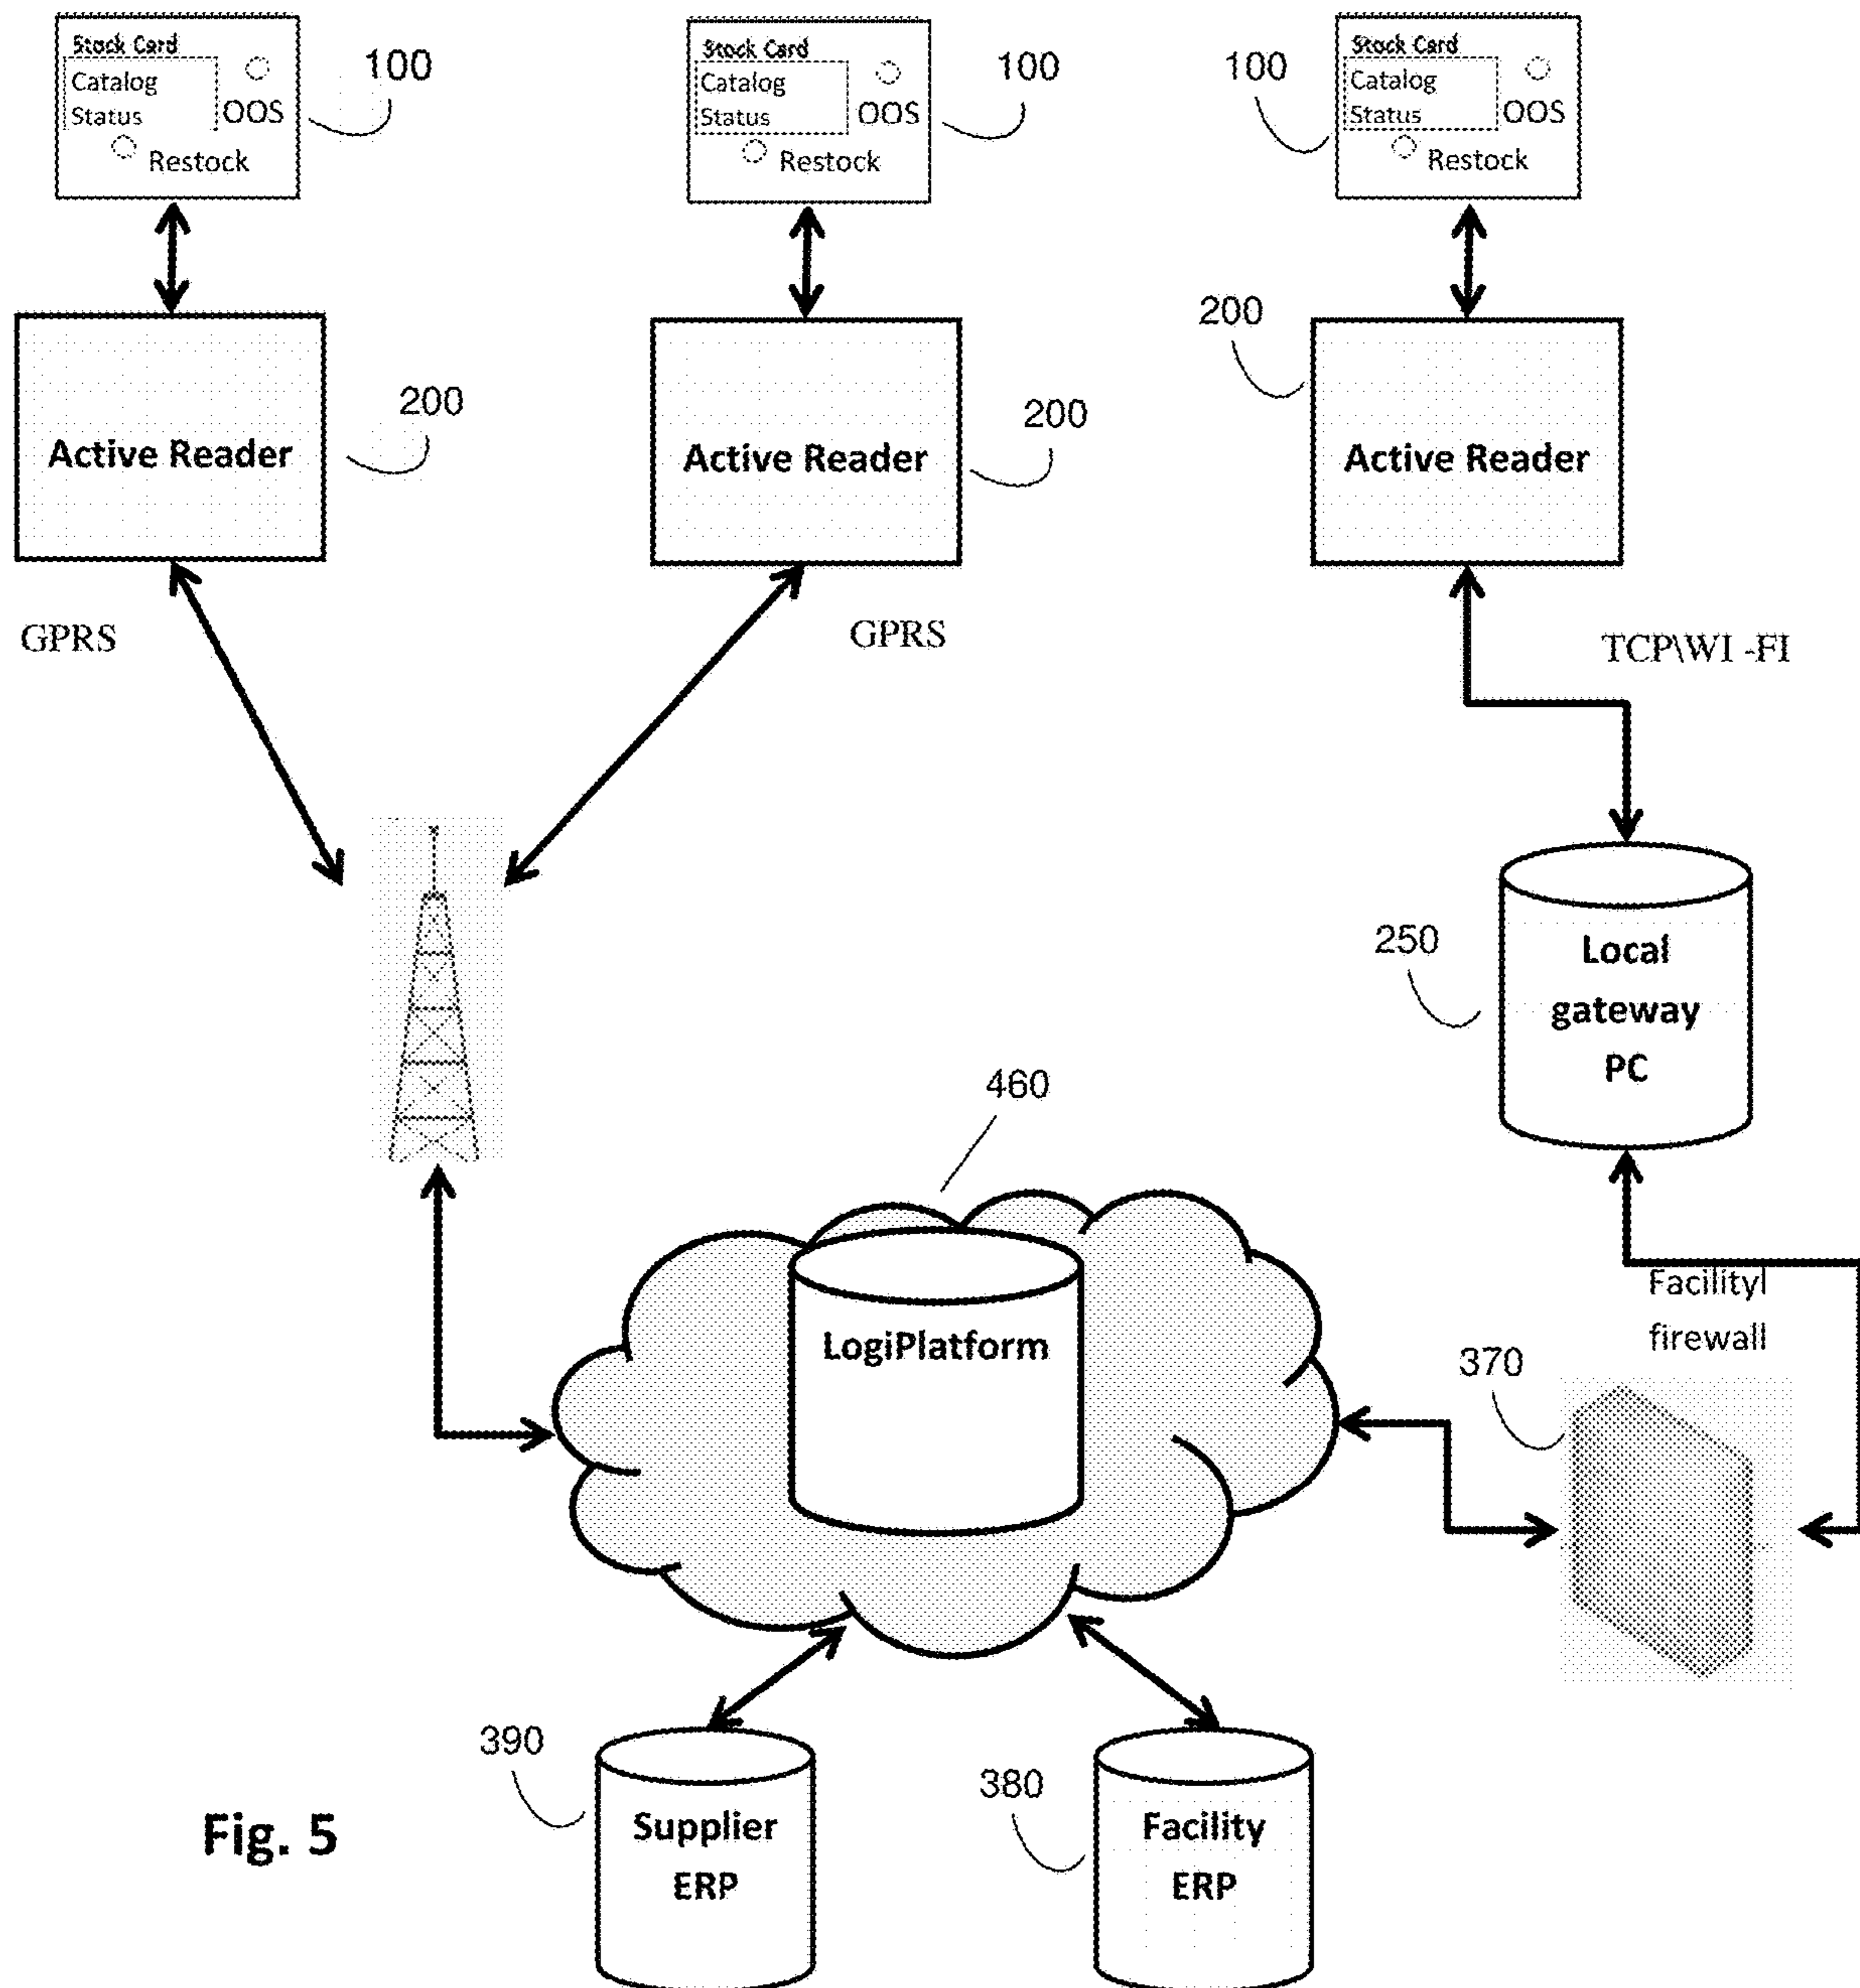 Stock Card
Catalog
Status
OOS
Restock
100
Stock Card
Catalog
Status
OOS
Restock
100
100
Stock Card
Catalog
Status
OOS
Restock
Active Reader
200
Active Reader
200
200
Active Reader
GPRS
GPRS
TCP\WI -FI
250
Local
gateway
PC
460
LogiPlatform
Facilityl
firewall
370
390
Supplier
ERP
380
Facility
ERP
Fig. 5